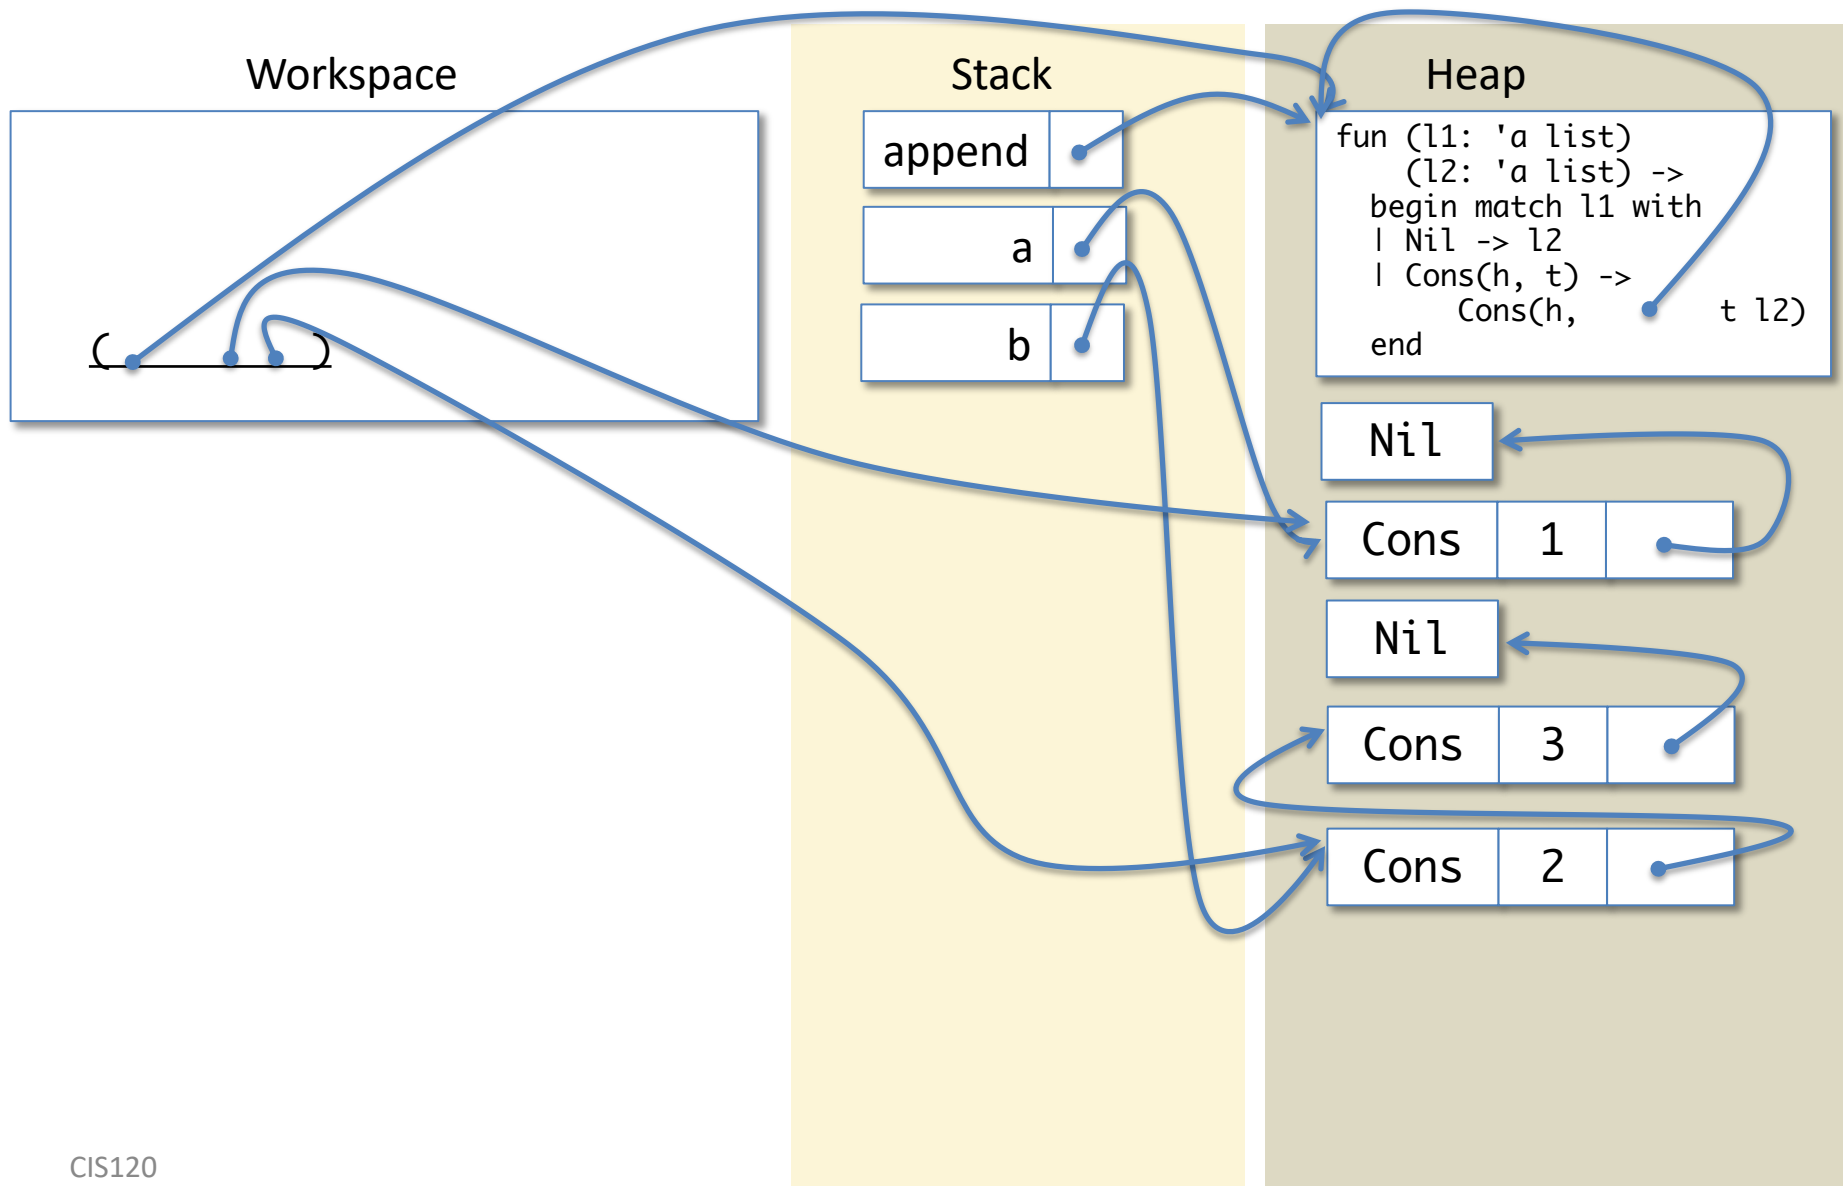 Workspace
Stack
Heap
( )
append
a
b
fun (l1: 'a list)
(l2: 'a list) ->
begin match l1 with
| Nil -> l2
| Cons(h, t) ->
Cons(h, t l2)
end
Nil
Cons 1
Nil
Cons 3
Cons 2
CIS120